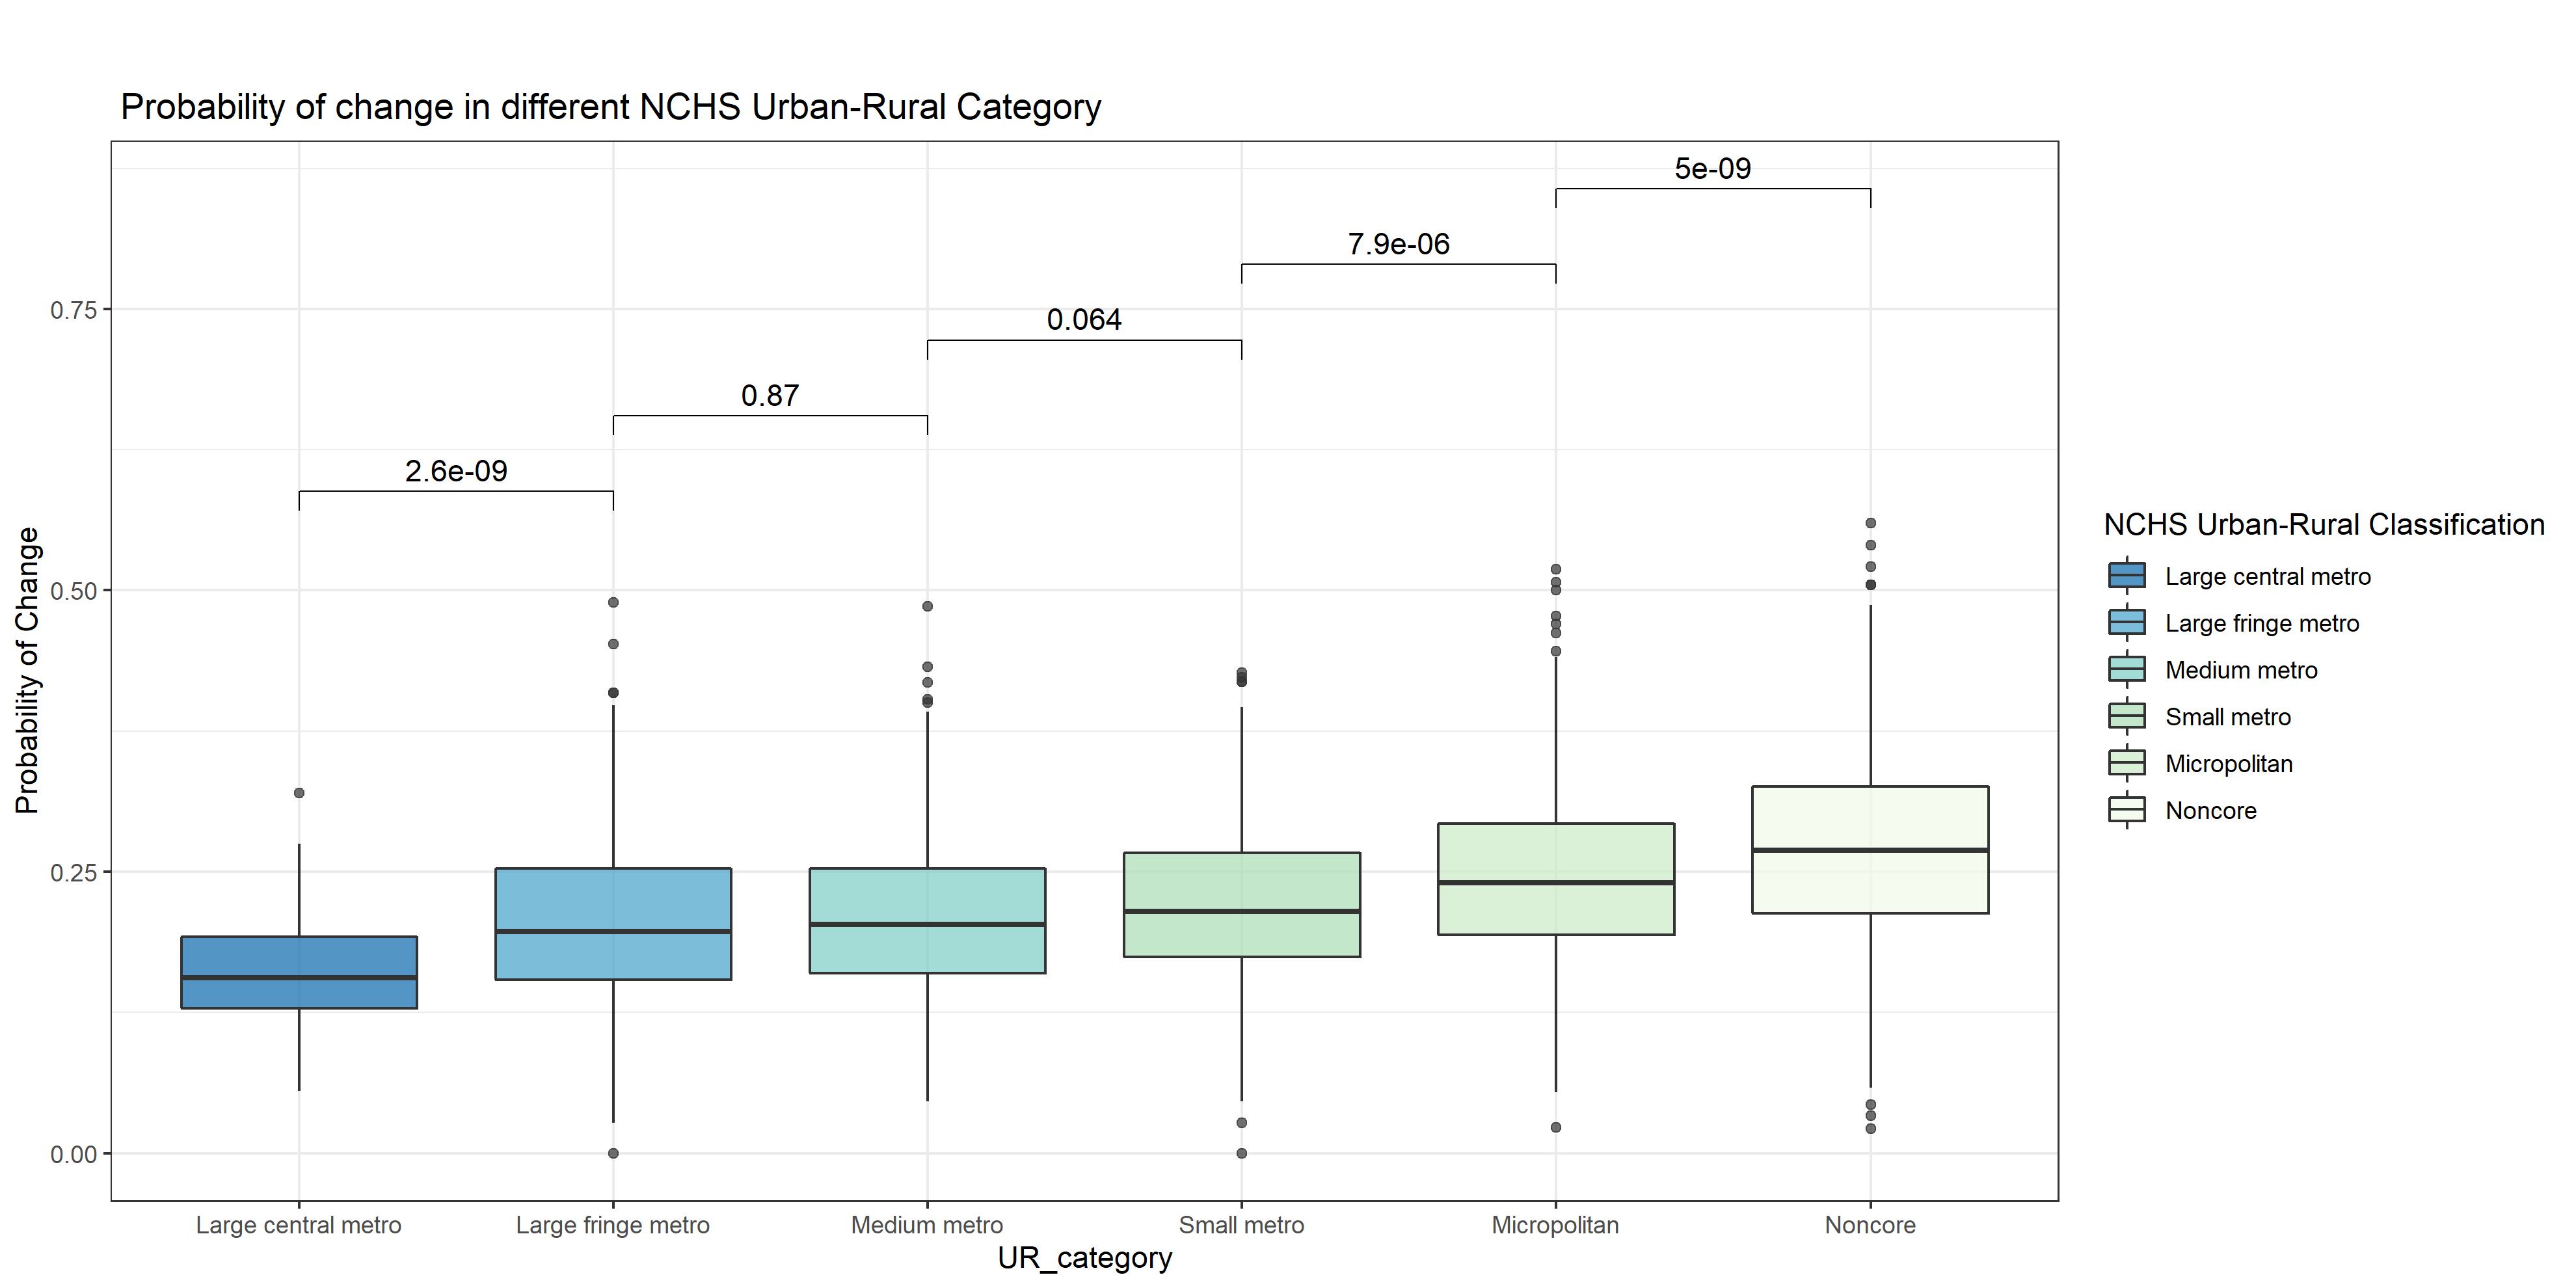 Probability of change in different NCHS Urban-Rural Category
5e-09
7.9e-06
0.064
0.87
2.6e-09
Probability of Change
0.75
0.50
0.25
0.00
Large central metro
Large fringe metro
Medium metro
Small metro
Micropolitan
Noncore
UR_category
NCHS Urban-Rural Classification
Large central metro
Large fringe metro
Medium metro
Small metro
Micropolitan
Noncore